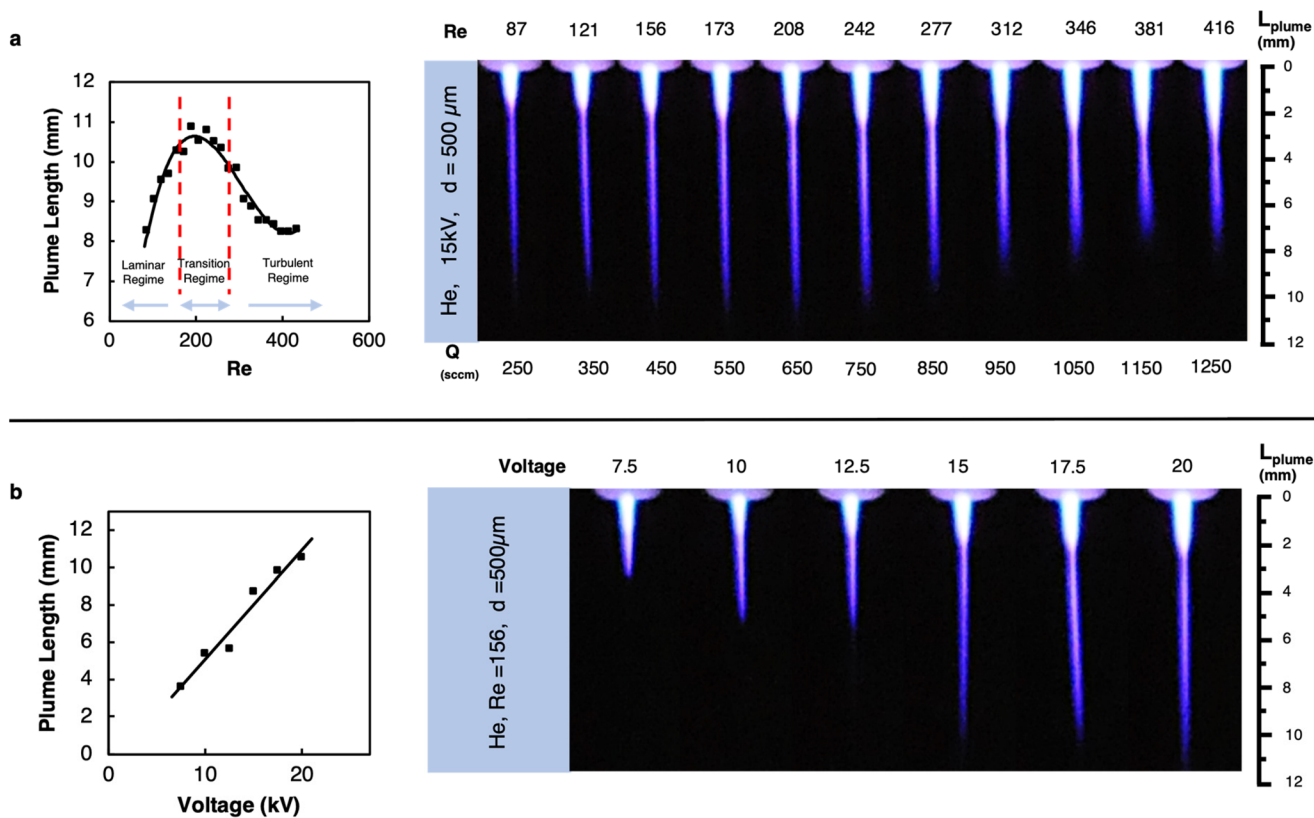 a
Re 87 121 156 173 208 242 277 312 346 381 416
Lplume
(mm)
He, 15kV, d = 500 µm
0
2
4
6
8
10
12
Q
(sccm)
250 350 450 550 650 750 850 950 1050 1150 1250
Plume Length (mm)
12
11
10
9
8
7
6
Laminar
Regime
Transition
Regime
Turbulent
Regime
0 200 400 600
Re
b
Voltage 7.5 10 12.5 15 17.5 20
Lplume
(mm)
He, Re =156, d =500µm
0
2
4
6
8
10
12
Plume Length (mm)
12
10
8
6
4
2
0
0 10 20
Voltage (kV)